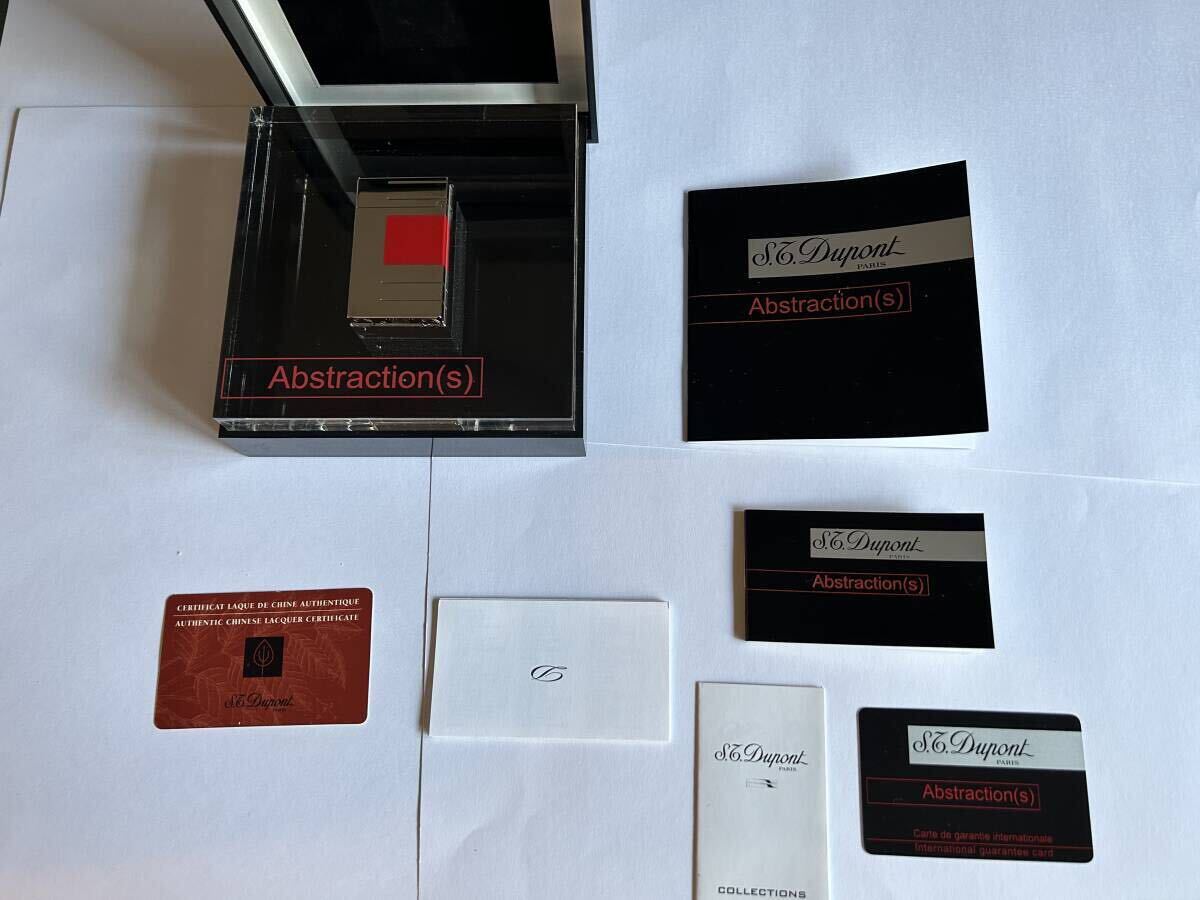 Abstraction(s)
S.T. Dupont
PARIS
Abstraction(s)
S.T. Dupont
PARIS
Abstraction(s)
CERTIFICAT LAQUE DE CHINE AUTHENTIQUE
AUTHENTIC CHINESE LACQUER CERTIFICATE
S.T. Dupont
PARIS
S.T. Dupont
PARIS
COLLECTIONS
S.T. Dupont
PARIS
Abstraction(s)
Carte de garantie internationale
International guarantee card